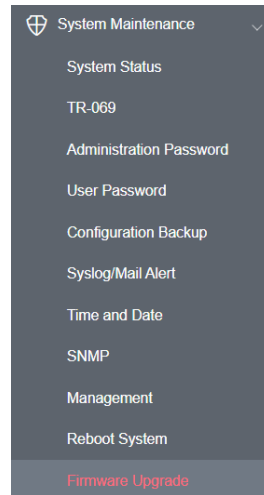 System Maintenance
System Status
TR-069
Administration Password
User Password
Configuration Backup
Syslog/Mail Alert
Time and Date
SNMP
Management
Reboot System
Firmware Upgrade